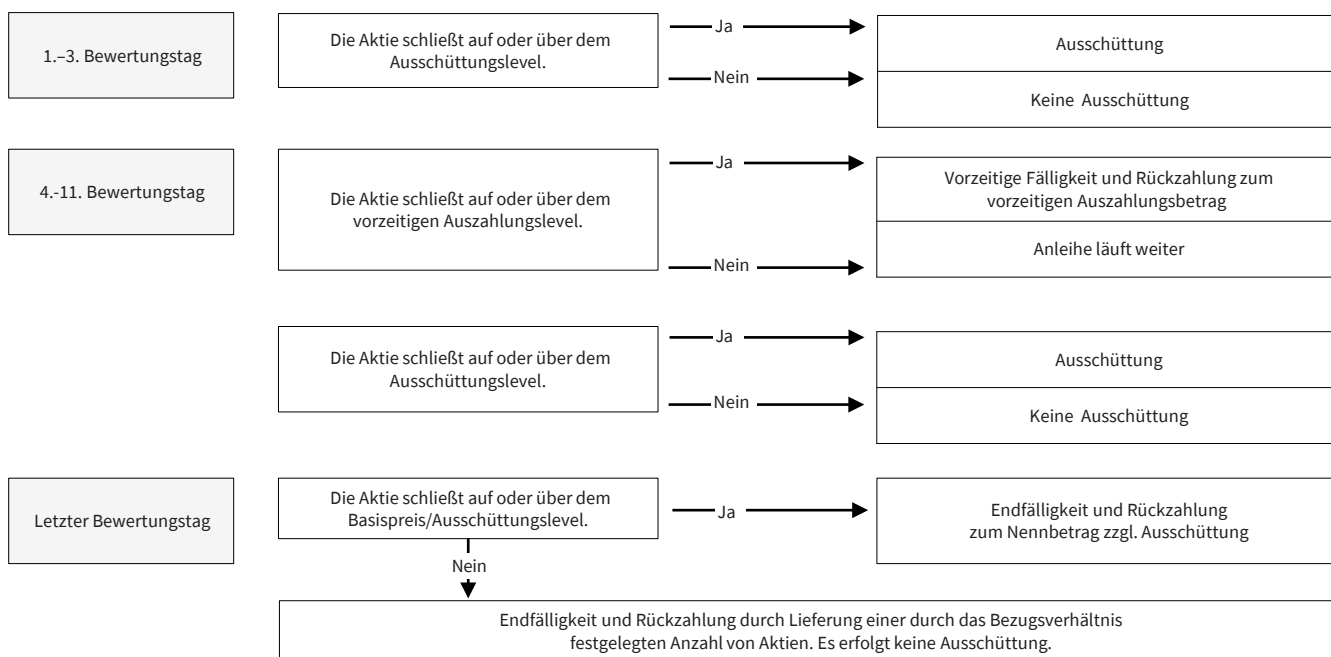 1.–3. Bewertungstag
Die Aktie schließt auf oder über dem
Ausschüttungslevel.
Ja
Nein
Ausschüttung
Keine Ausschüttung
4.-11. Bewertungstag
Die Aktie schließt auf oder über dem
vorzeitigen Auszahlungslevel.
Ja
Nein
Vorzeitige Fälligkeit und Rückzahlung zum
vorzeitigen Auszahlungsbetrag
Anleihe läuft weiter
Die Aktie schließt auf oder über dem
Ausschüttungslevel.
Ja
Nein
Ausschüttung
Keine Ausschüttung
Letzter Bewertungstag
Die Aktie schließt auf oder über dem
Basispreis/Ausschüttungslevel.
Ja
Endfälligkeit und Rückzahlung
zum Nennbetrag zzgl. Ausschüttung
Nein
Endfälligkeit und Rückzahlung durch Lieferung einer durch das Bezugsverhältnis
festgelegten Anzahl von Aktien. Es erfolgt keine Ausschüttung.